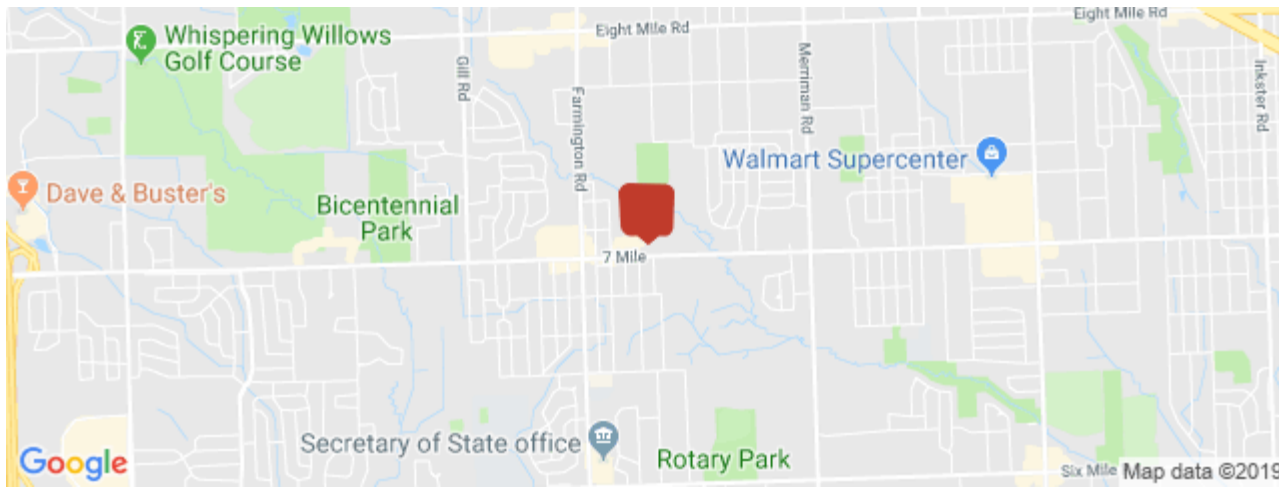 Eight Mile Rd
Eight Mile Rd
Whispering Willows
Golf Course
Gill Rd
Farmington Rd
Merriman Rd
Inkster Rd
Walmart Supercenter
Dave & Buster's
Bicentennial
Park
7 Mile
Secretary of State office
Rotary Park
Google
Six Mile
Map data ©2019